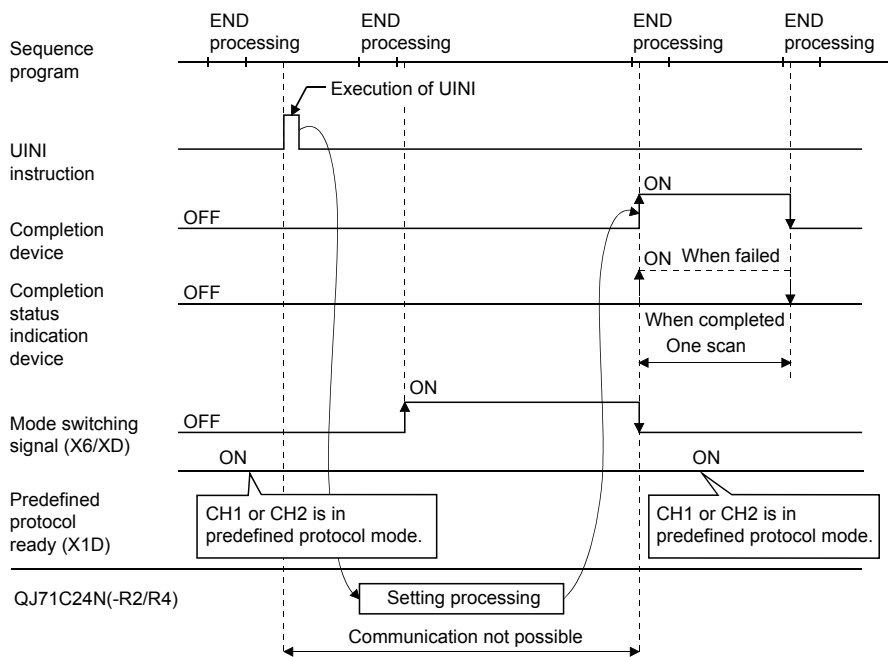 END
processing
END
processing
END
processing
END
processing
Sequence
program
Execution of UINI
UINI
instruction
ON
OFF
Completion
device
ON When failed
Completion
status
indication
device
OFF
When completed
One scan
ON
Mode switching
signal (X6/XD)
OFF
ON
ON
Predefined
protocol
ready (X1D)
CH1 or CH2 is in
predefined protocol mode.
CH1 or CH2 is in
predefined protocol mode.
QJ71C24N(-R2/R4)
Setting processing
Communication not possible